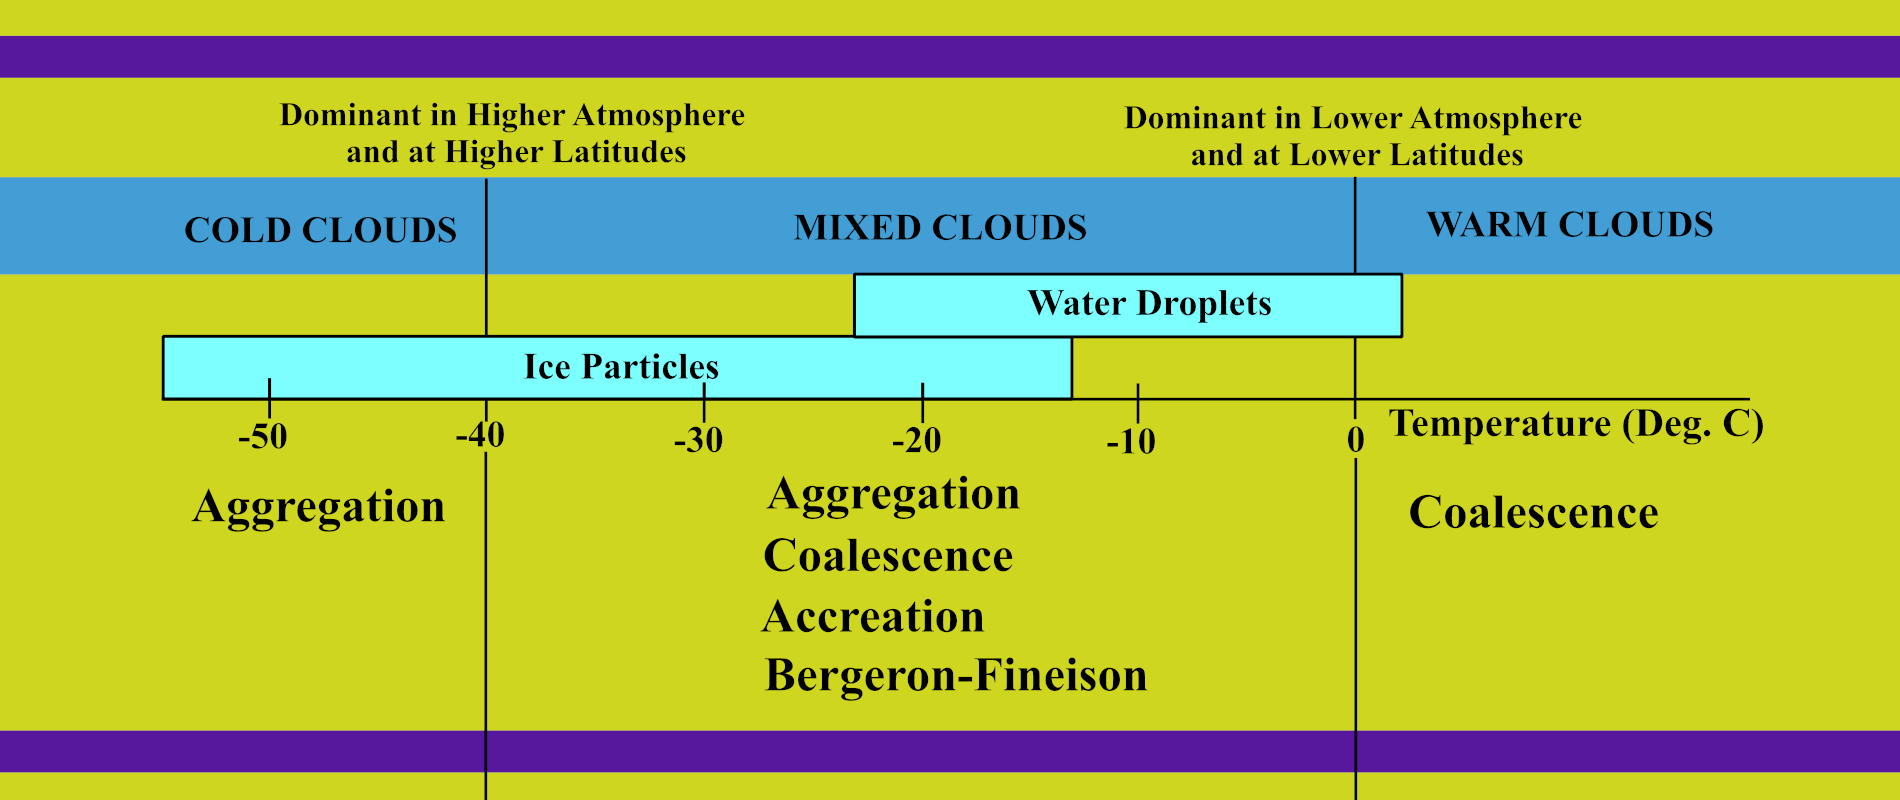 Dominant in Higher Atmosphere
and at Higher Latitudes
Dominant in Lower Atmosphere
and at Lower Latitudes
COLD CLOUDS
MIXED CLOUDS
WARM CLOUDS
Water Droplets
Ice Particles
-50
-40
-30
-20
-10
0
Temperature (Deg. C)
Aggregation
Aggregation
Coalescence
Accreation
Bergeron-Fineison
Coalescence